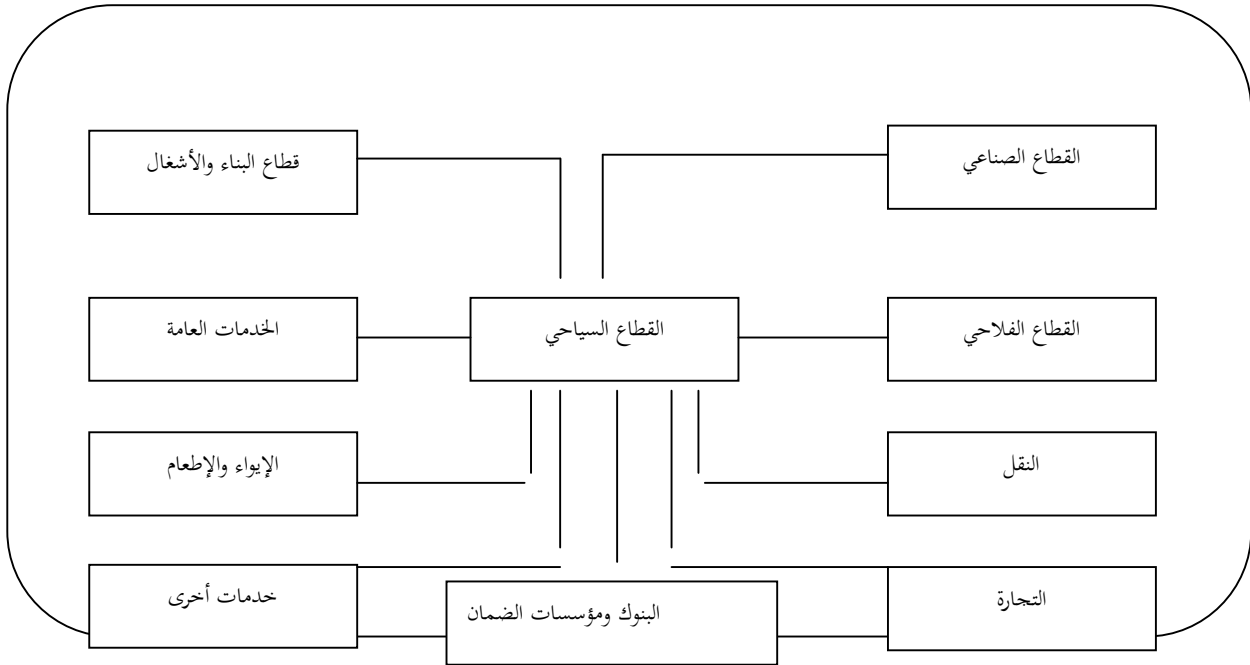 القطاع الصناعي
قطاع البناء والأشغال
القطاع الفلاحي
القطاع السياحي
الخدمات العامة
النقل
الإيواء والإطعام
التجارة
البنوك ومؤسسات الضمان
خدمات أخرى